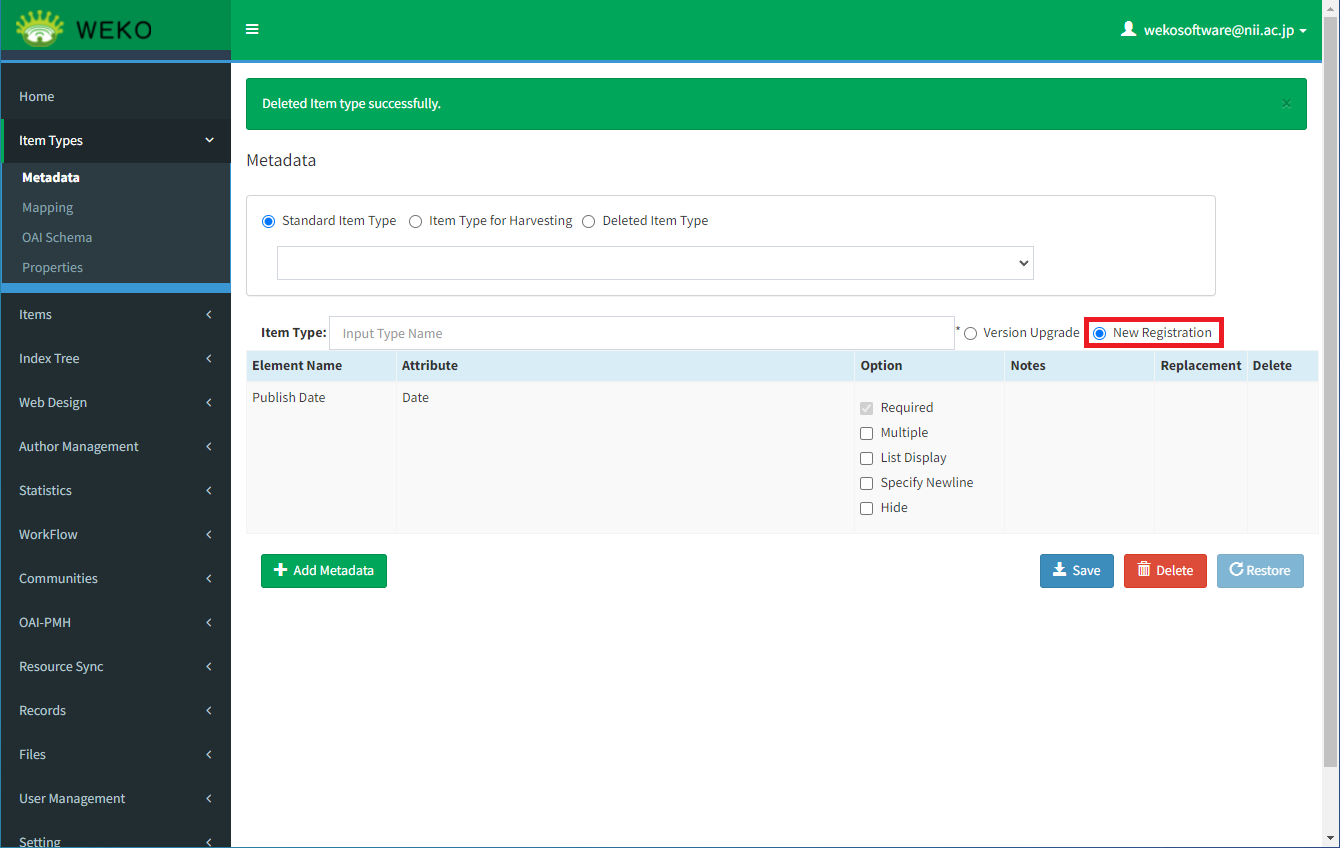 WEKO
wekosoftware@nii.ac.jp
Home
Item Types
Metadata
Mapping
OAI Schema
Properties
Items
Index Tree
Web Design
Author Management
Statistics
WorkFlow
Communities
OAI-PMH
Resource Sync
Records
Files
User Management
Setting
Deleted Item type successfully. ×
Metadata
Standard Item Type Item Type for Harvesting Deleted Item Type
Item Type: Input Type Name * Version Upgrade New Registration
Element Name Attribute Option Notes Replacement Delete
Publish Date Date
Required
Multiple
List Display
Specify Newline
Hide
Add Metadata Save Delete Restore